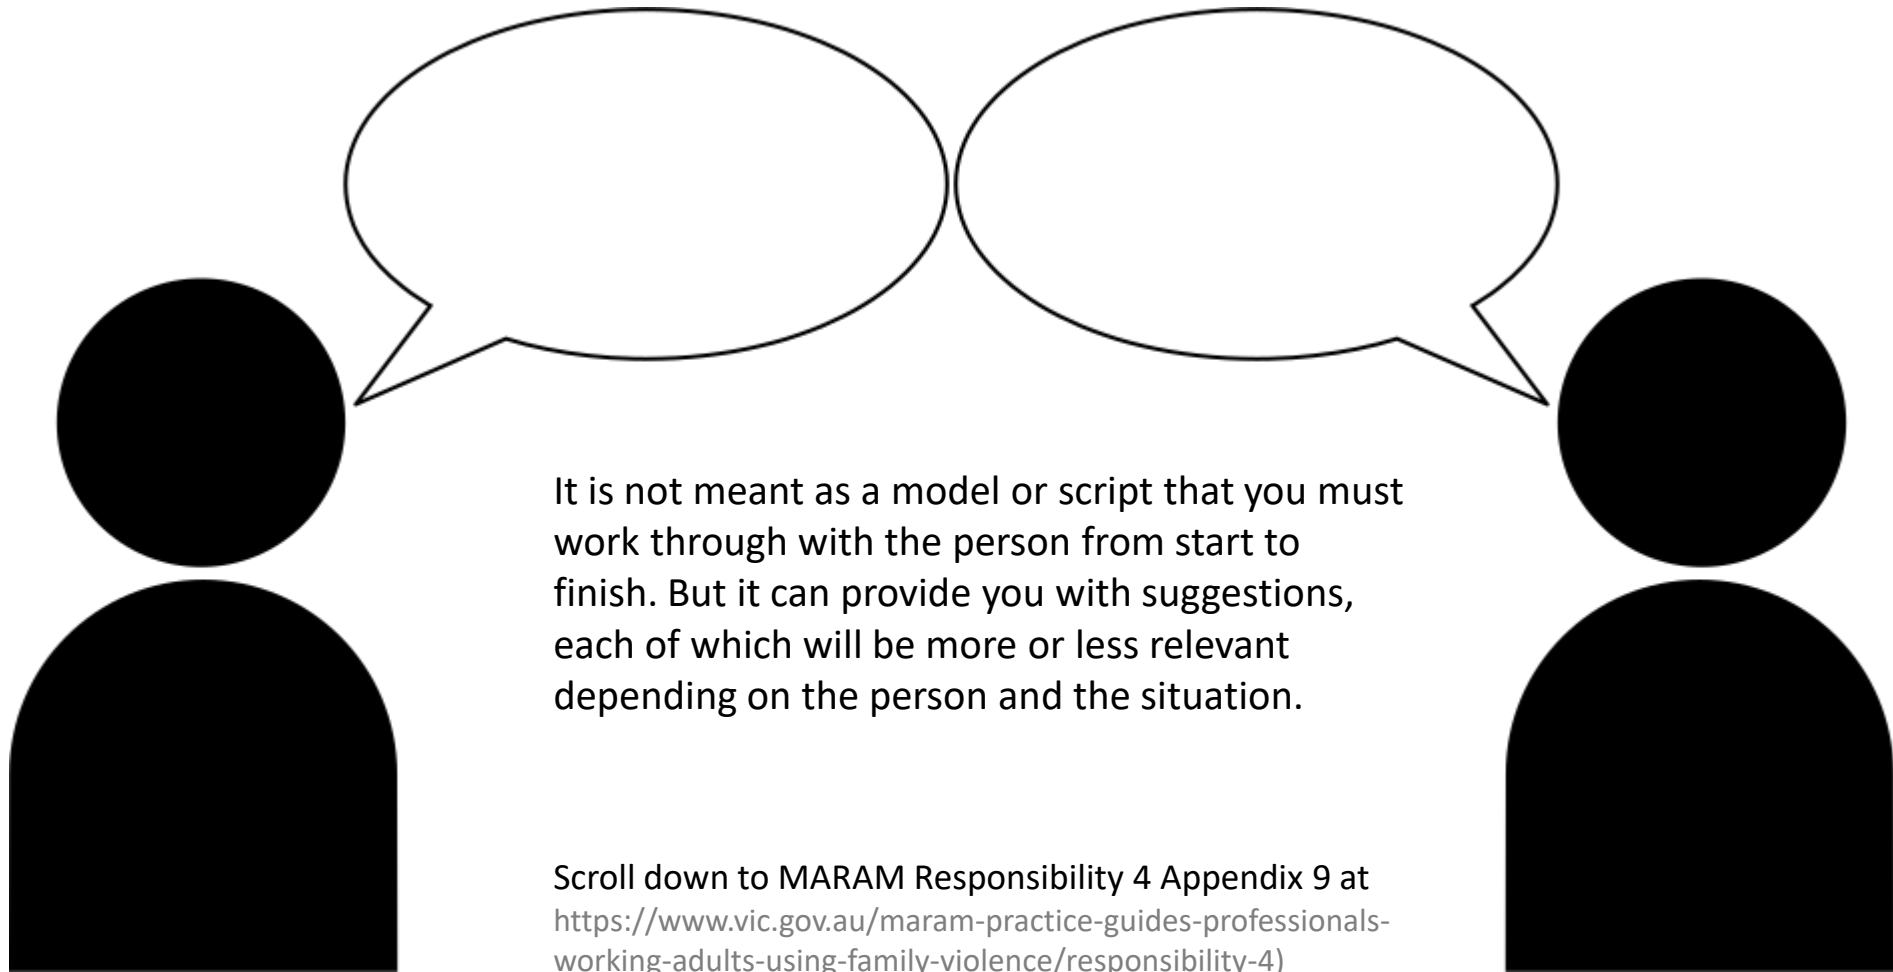 It is not meant as a model or script that you must
work through with the person from start to
finish. But it can provide you with suggestions,
each of which will be more or less relevant
depending on the person and the situation.
Scroll down to MARAM Responsibility 4 Appendix 9 at
https://www.vic.gov.au/maram-practice-guides-professionals-
working-adults-using-family-violence/responsibility-4)